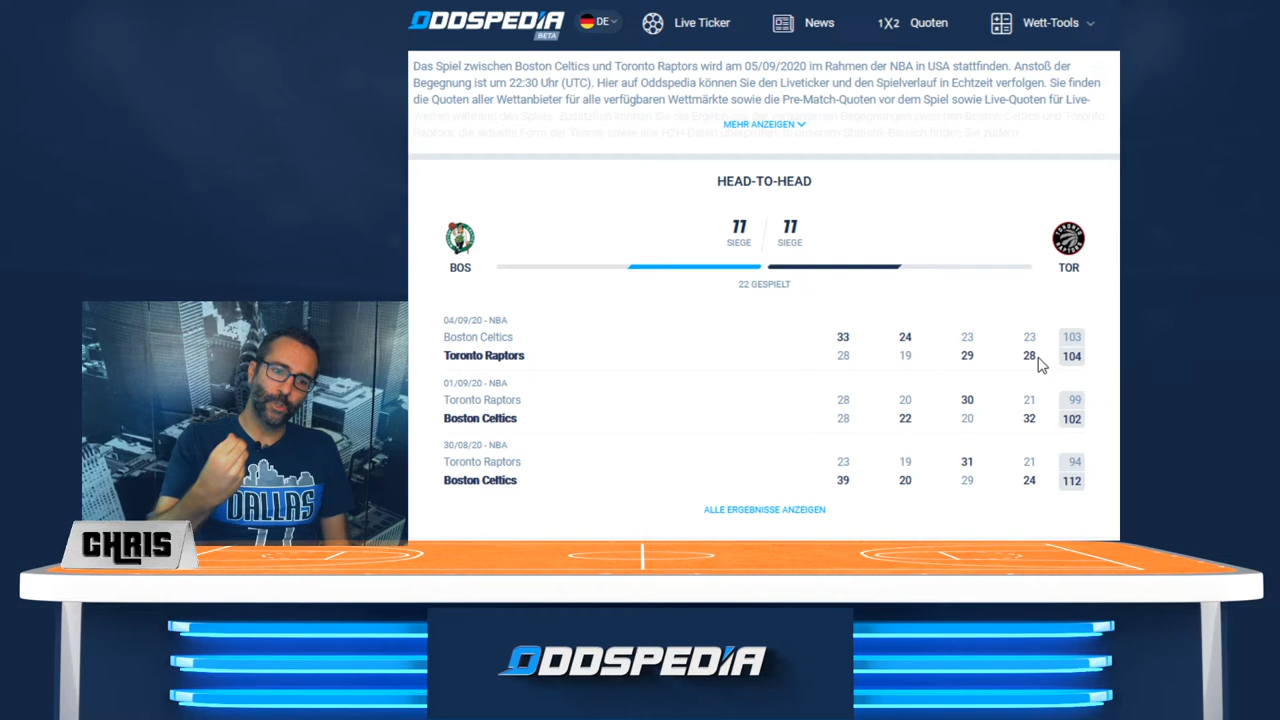 ODDSPEDIA
BETA
DE
Live Ticker
News
1X2 Quoten
Wett-Tools
Das Spiel zwischen Boston Celtics und Toronto Raptors wird am 05/09/2020 im Rahmen der NBA in USA stattfinden. Anstoß der
Begegnung ist um 22:30 Uhr (UTC). Hier auf Oddspedia können Sie den Liveticker und den Spielverlauf in Echtzeit verfolgen. Sie finden
die Quoten aller Wettanbieter für alle verfügbaren Wettmärkte sowie die Pre-Match-Quoten vor dem Spiel sowie Live-Quoten für Live-
MEHR ANZEIGEN
HEAD-TO-HEAD
11 11
SIEGE SIEGE
BOS TOR
22 GESPIELT
04/09/20 - NBA
Boston Celtics 33 24 23 23 103
Toronto Raptors 28 19 29 28 104
01/09/20 - NBA
Toronto Raptors 28 20 30 21 99
Boston Celtics 28 22 20 32 102
30/08/20 - NBA
Toronto Raptors 23 19 31 21 94
Boston Celtics 39 20 29 24 112
ALLE ERGEBNISSE ANZEIGEN
DALLAS
CHRIS
ODDSPEDIA